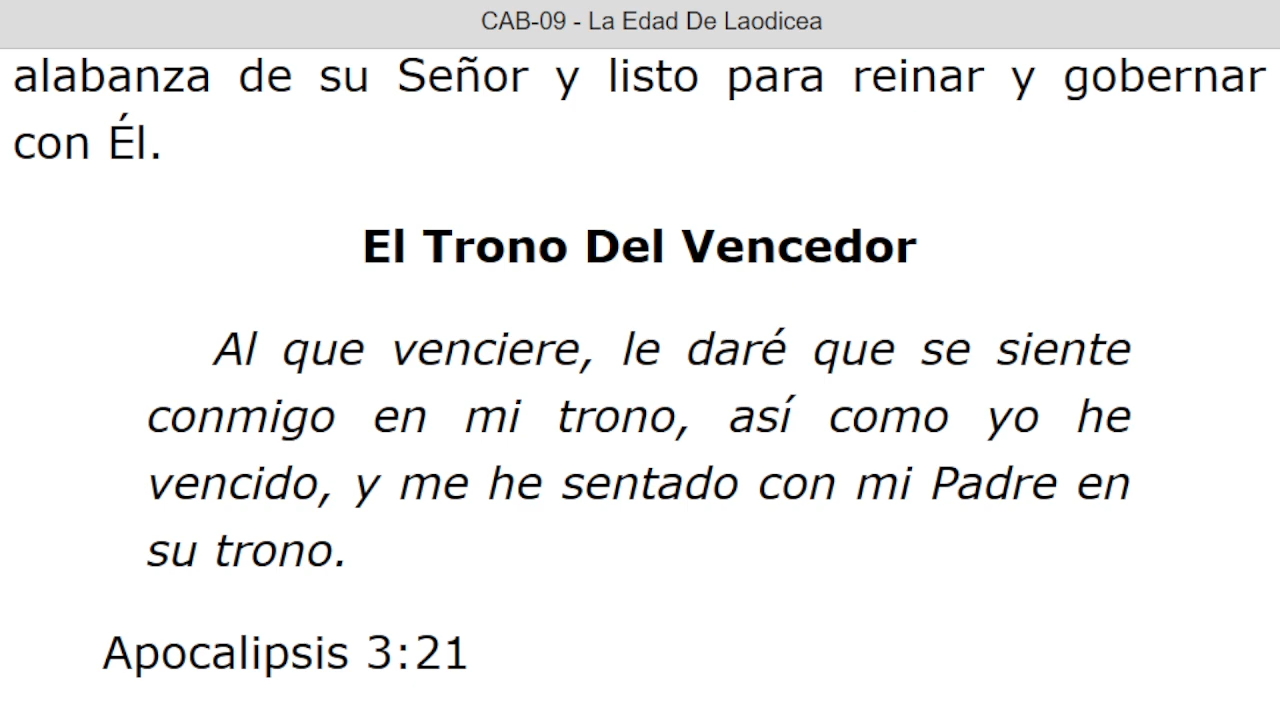 CAB-09 - La Edad De Laodicea
alabanza de su Señor y listo para reinar y gobernar
con Él.
El Trono Del Vencedor
Al que venciere, le daré que se siente
conmigo en mi trono, así como yo he
vencido, y me he sentado con mi Padre en
su trono.
Apocalipsis 3:21